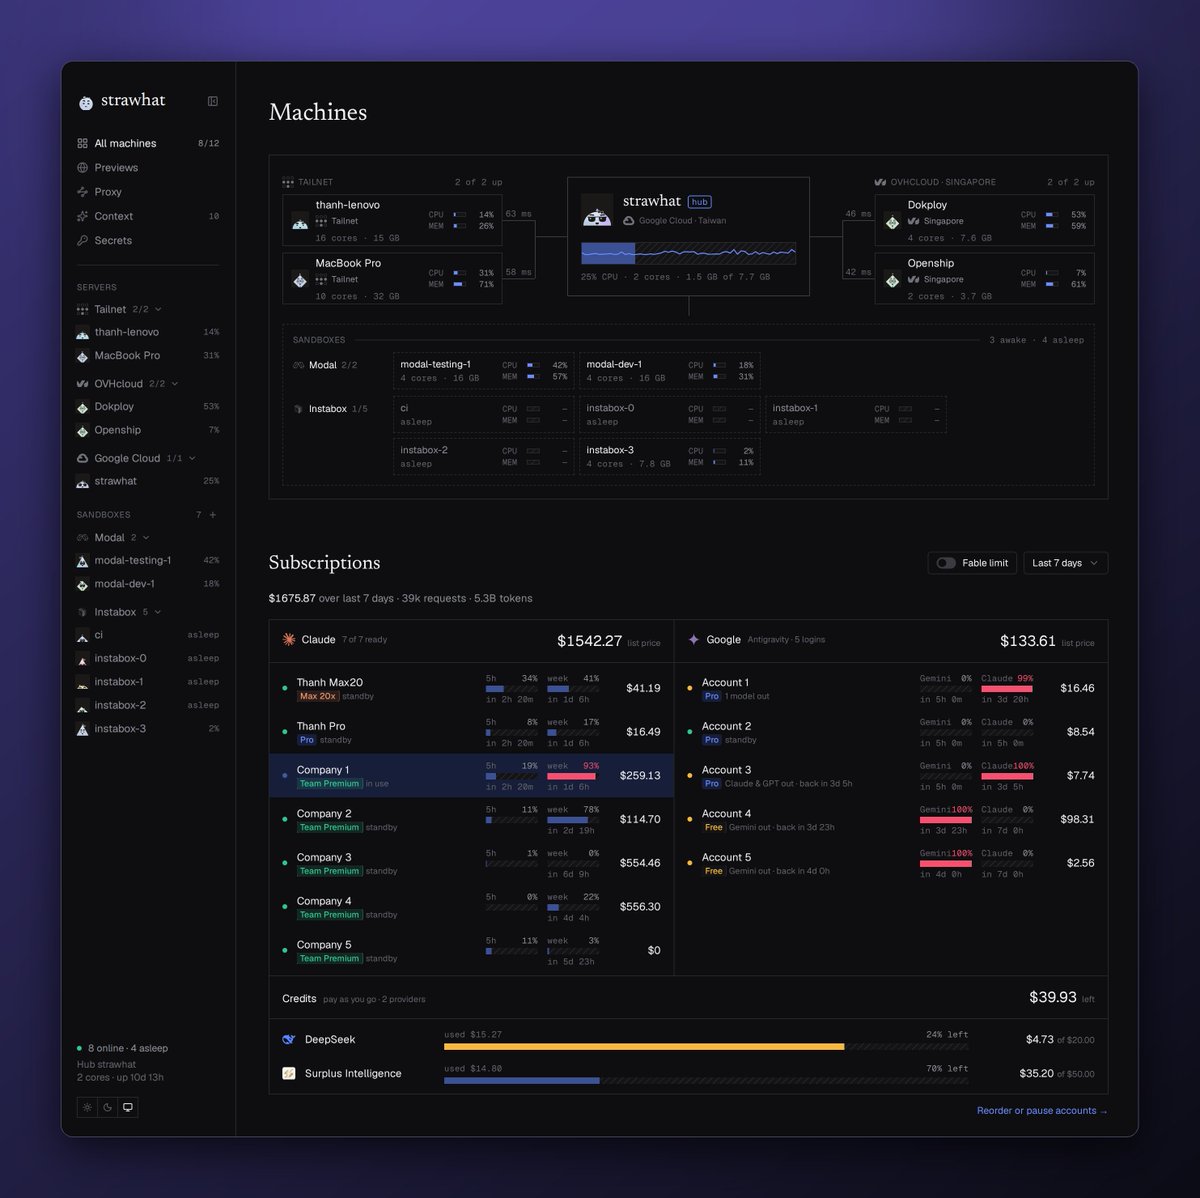 strawhat
All machines 8/12
Previews
Proxy
Context 10
Secrets
SERVERS
Tailnet 2/2
thanh-lenovo 14%
MacBook Pro 31%
OVHcloud 2/2
Dokploy 53%
Openship 7%
Google Cloud 1/1
strawhat 25%
SANDBOXES 7 +
Modal 2
modal-testing-1 42%
modal-dev-1 18%
Instabox 5
ci asleep
instabox-0 asleep
instabox-1 asleep
instabox-2 asleep
instabox-3 2%
8 online · 4 asleep
Hub strawhat
2 cores · up 10d 13h
Machines
TAILNET 2 of 2 up
thanh-lenovo
Tailnet
16 cores · 15 GB
CPU 14%
MEM 26%
63 ms
MacBook Pro
Tailnet
10 cores · 32 GB
CPU 31%
MEM 71%
58 ms
strawhat hub
Google Cloud · Taiwan
25% CPU · 2 cores · 1.5 GB of 7.7 GB
OVHCLOUD · SINGAPORE 2 of 2 up
46 ms
Dokploy
Singapore
4 cores · 7.6 GB
CPU 53%
MEM 59%
42 ms
Openship
Singapore
2 cores · 3.7 GB
CPU 7%
MEM 61%
SANDBOXES 3 awake · 4 asleep
Modal 2/2
modal-testing-1
4 cores · 16 GB
CPU 42%
MEM 57%
modal-dev-1
4 cores · 16 GB
CPU 18%
MEM 31%
Instabox 1/5
ci
asleep
CPU –
MEM –
instabox-0
asleep
CPU –
MEM –
instabox-1
asleep
CPU –
MEM –
instabox-2
asleep
CPU –
MEM –
instabox-3
4 cores · 7.8 GB
CPU 2%
MEM 11%
Subscriptions
Fable limit
Last 7 days
$1675.87 over last 7 days · 39k requests · 5.3B tokens
Claude 7 of 7 ready $1542.27 list price
Thanh Max20
Max 20x standby
5h 34%
in 2h 20m
week 41%
in 1d 6h
$41.19
Thanh Pro
Pro standby
5h 8%
in 2h 20m
week 17%
in 1d 6h
$16.49
Company 1
Team Premium in use
5h 19%
in 2h 20m
week 93%
in 1d 6h
$259.13
Company 2
Team Premium standby
5h 11%
week 78%
in 2d 19h
$114.70
Company 3
Team Premium standby
5h 1%
week 0%
in 6d 9h
$554.46
Company 4
Team Premium standby
5h 0%
week 22%
in 4d 4h
$556.30
Company 5
Team Premium standby
5h 11%
week 3%
in 5d 23h
$0
Google Antigravity · 5 logins $133.61 list price
Account 1
Pro 1 model out
Gemini 0%
in 5h 0m
Claude 99%
in 3d 20h
$16.46
Account 2
Pro standby
Gemini 0%
in 5h 0m
Claude 0%
in 5h 0m
$8.54
Account 3
Pro Claude & GPT out · back in 3d 5h
Gemini 0%
in 5h 0m
Claude 100%
in 3d 5h
$7.74
Account 4
Free Gemini out · back in 3d 23h
Gemini 100%
in 3d 23h
Claude 0%
in 7d 0h
$98.31
Account 5
Free Gemini out · back in 4d 0h
Gemini 100%
in 4d 0h
Claude 0%
in 7d 0h
$2.56
Credits pay as you go · 2 providers $39.93 left
DeepSeek
used $15.27 24% left
$4.73 of $20.00
Surplus Intelligence
used $14.80 70% left
$35.20 of $50.00
Reorder or pause accounts →